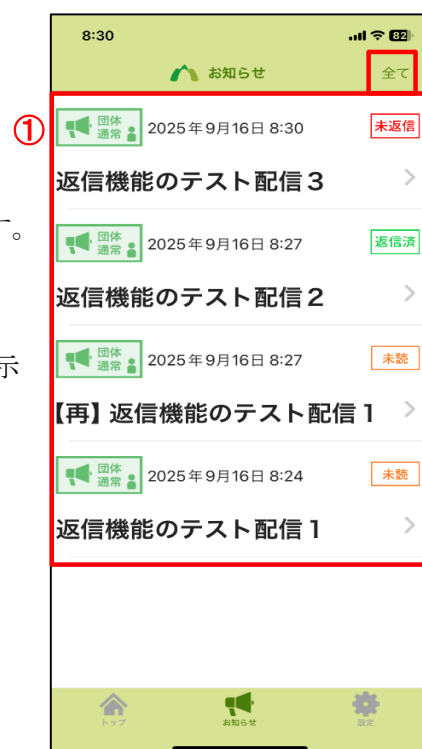 8:30
82
お知らせ
全て
①
団体
通常
2025年9月16日 8:30
未返信
返信機能のテスト配信３
す。
団体
通常
2025年9月16日 8:27
返信済
返信機能のテスト配信２
団体
通常
2025年9月16日 8:27
未読
示
【再】返信機能のテスト配信１
団体
通常
2025年9月16日 8:24
未読
返信機能のテスト配信１
トップ
お知らせ
設定